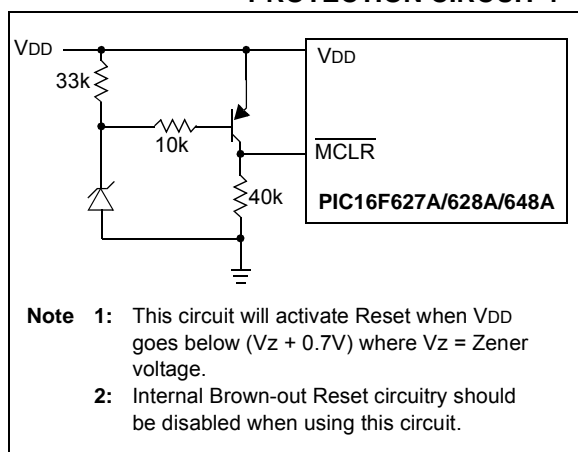 PROTECTION CIRCUIT 1
VDD
VDD
33k
10k
MCLR
40k
PIC16F627A/628A/648A
Note 1: This circuit will activate Reset when VDD
goes below (Vz + 0.7V) where Vz = Zener
voltage.
2: Internal Brown-out Reset circuitry should
be disabled when using this circuit.